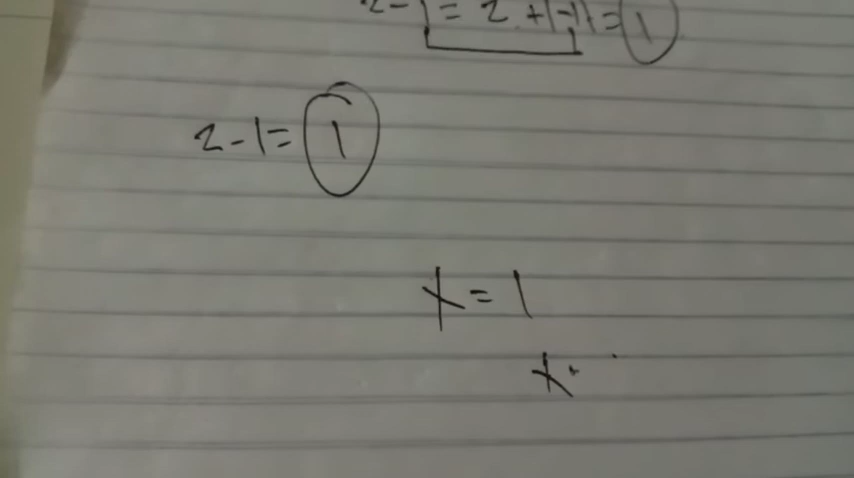 2-1 = 2 + (-1) = 1
2-1 = 1
x = 1
x